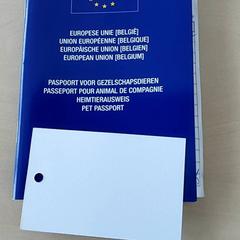 EUROPESE UNIE [BELGIË]
UNION EUROPÉENNE [BELGIQUE]
EUROPÄISCHE UNION [BELGIEN]
EUROPEAN UNION [BELGIUM]
PASPOORT VOOR GEZELSCHAPSDIEREN
PASSEPORT POUR ANIMAL DE COMPAGNIE
HEIMTIERAUSWEIS
PET PASSPORT